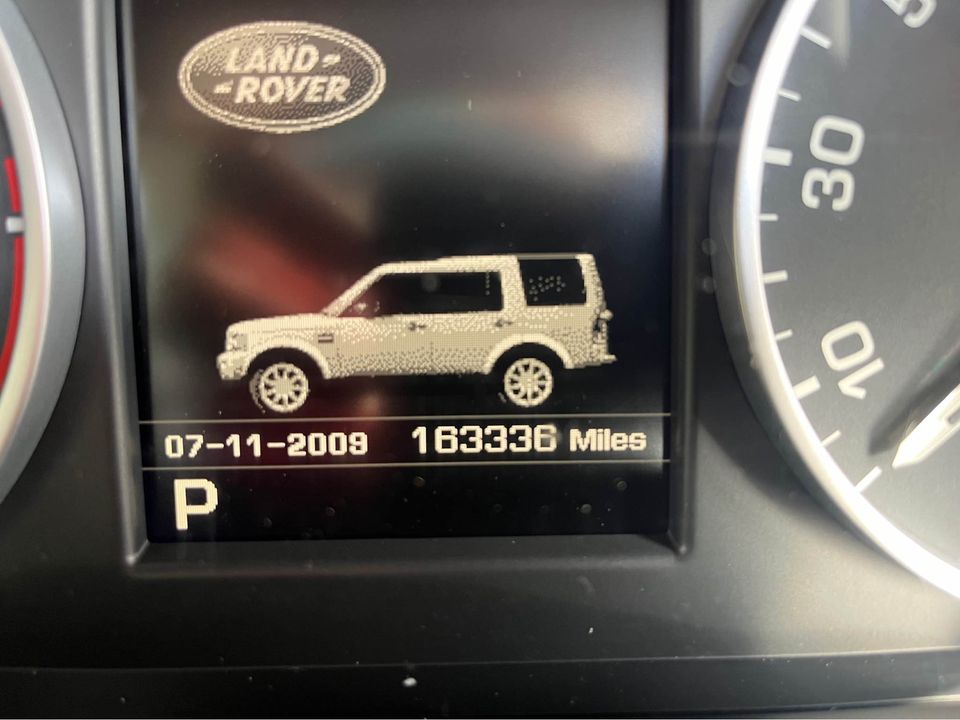 LAND-
-ROVER
30
10
07-11-2009 163336 Miles
P